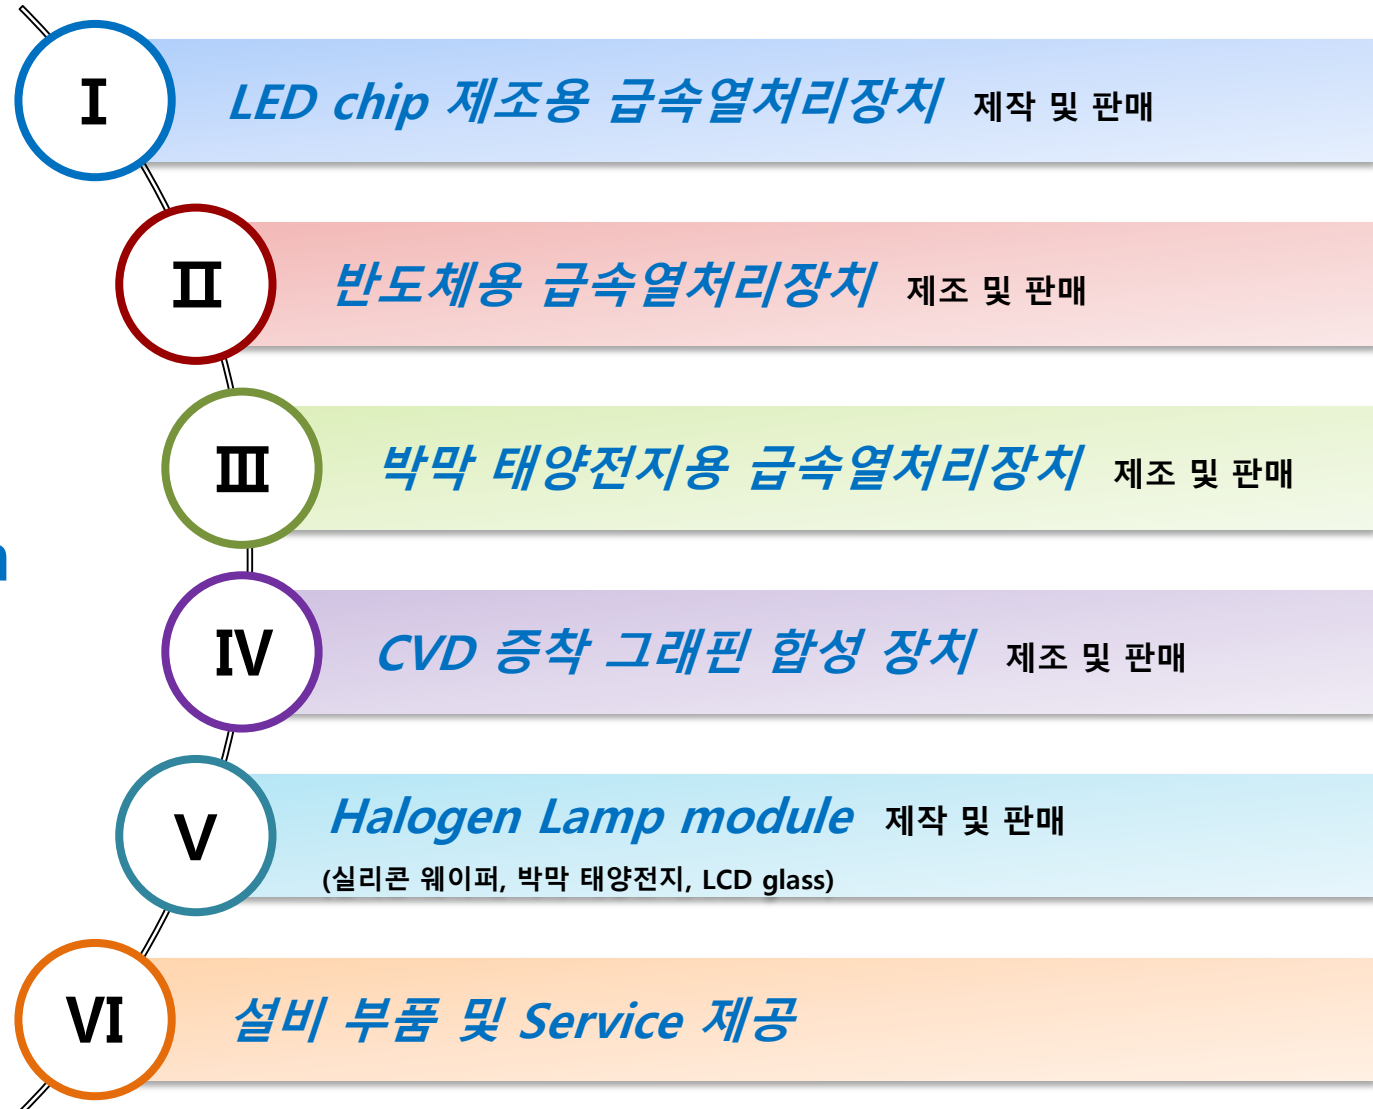 I
LED chip 제조용 급속열처리장치 제작 및 판매
II
반도체용 급속열처리장치 제조 및 판매
III
박막 태양전지용 급속열처리장치 제조 및 판매
IV
CVD 증착 그래핀 합성 장치 제조 및 판매
V
Halogen Lamp module 제작 및 판매
(실리콘 웨이퍼, 박막 태양전지, LCD glass)
VI
설비 부품 및 Service 제공